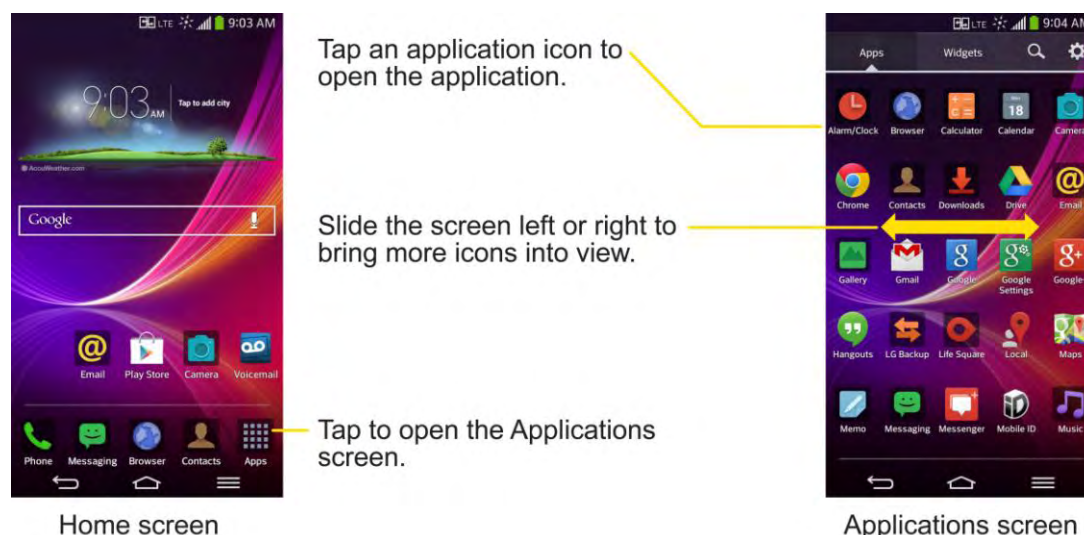 LTE 9:03 AM
9:03 AM Tap to add city
AccuWeather.com
Google
Email Play Store Camera Voicemail
Phone Messaging Browser Contacts Apps
Home screen
Tap an application icon to
open the application.
Slide the screen left or right to
bring more icons into view.
Tap to open the Applications
screen.
LTE 9:04 AM
Apps Widgets
18
Alarm/Clock Browser Calculator Calendar Camera
Chrome Contacts Downloads Drive Email
Gallery Gmail Google Google Google+
Settings
Hangouts LG Backup Life Square Local Maps
Memo Messaging Messenger Mobile ID Music
Applications screen